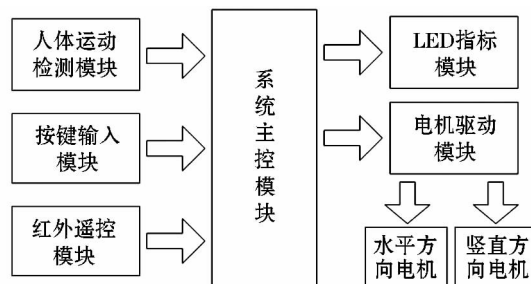 人体运动
检测模块
按键输入
模块
红外遥控
模块
系统主控模块
LED指标
模块
电机驱动
模块
水平方
向电机
竖直方
向电机